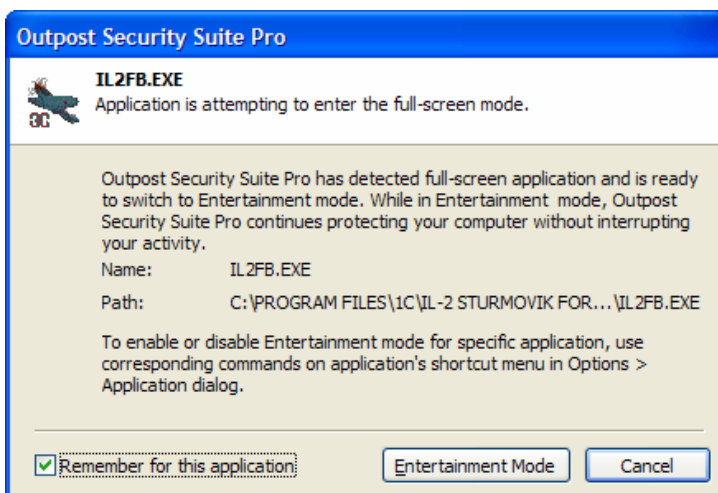 Outpost Security Suite Pro
IL2FB.EXE
Application is attempting to enter the full-screen mode.
3C
Outpost Security Suite Pro has detected full-screen application and is ready
to switch to Entertainment mode. While in Entertainment mode, Outpost
Security Suite Pro continues protecting your computer without interrupting
your activity.
Name: IL2FB.EXE
Path: C:\PROGRAM FILES\1C\IL-2 STURMOVIK FOR...\IL2FB.EXE
To enable or disable Entertainment mode for specific application, use
corresponding commands on application's shortcut menu in Options >
Application dialog.
Remember for this application
Entertainment Mode
Cancel